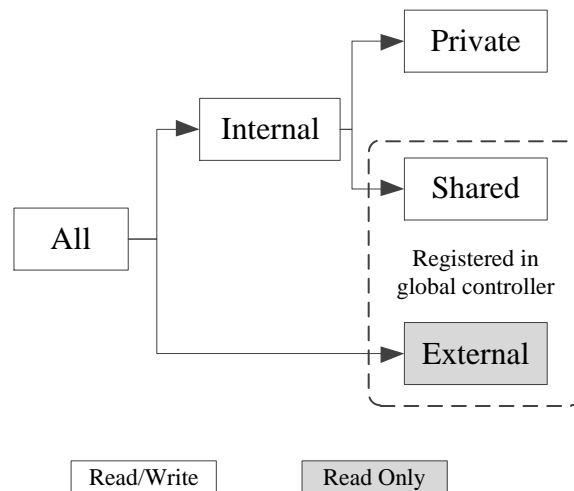 Private
Internal
Shared
All
Registered in
global controller
External
Read/Write
Read Only